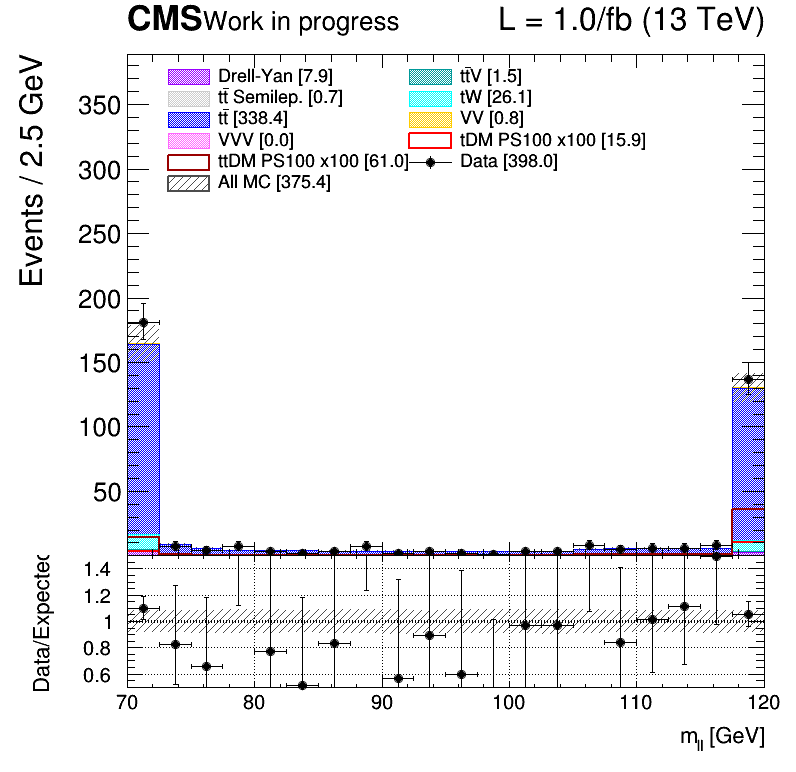 CMS Work in progress L = 1.0/fb (13 TeV)
Events / 2.5 GeV
Drell-Yan [7.9] tt̄V [1.5]
tt̄ Semilep. [0.7] tW [26.1]
tt̄ [338.4] VV [0.8]
VVV [0.0] tDM PS100 x100 [15.9]
ttDM PS100 x100 [61.0] Data [398.0]
All MC [375.4]
350
300
250
200
150
100
50
Data/Expected
1.4
1.2
1
0.8
0.6
70 80 90 100 110 120
m_ll [GeV]